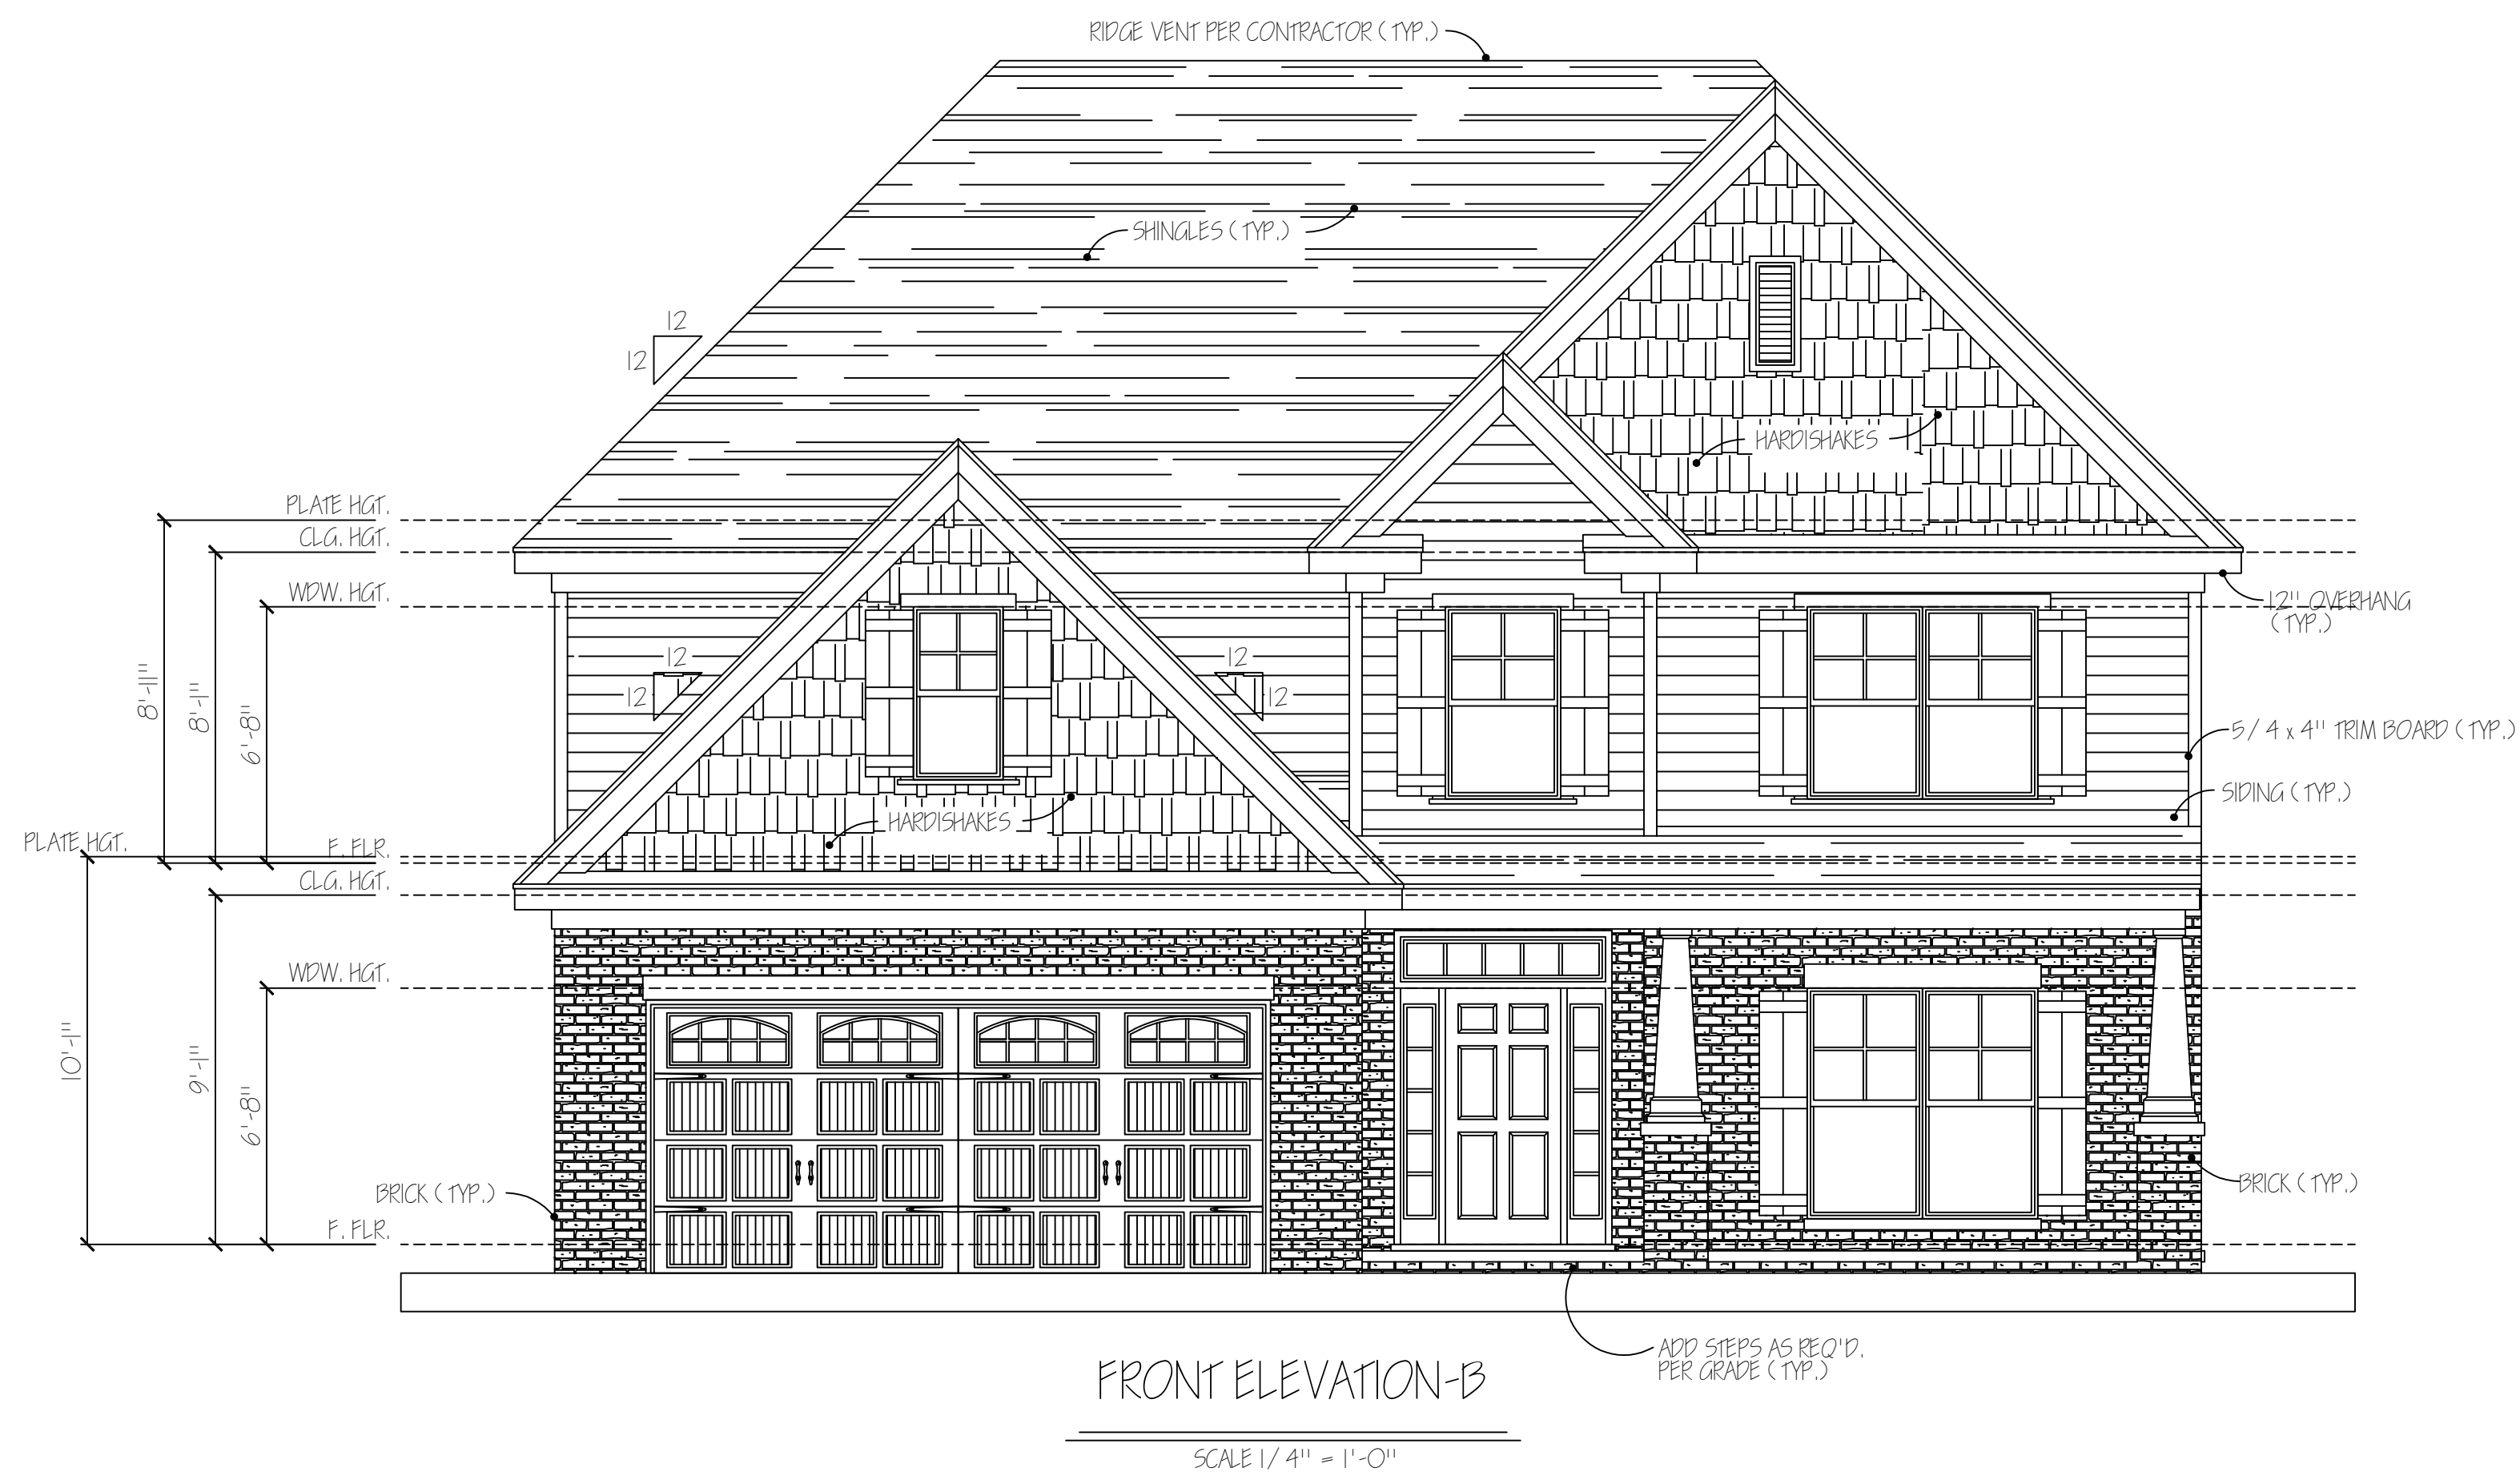 RIDGE VENT PER CONTRACTOR (TYP.)
SHINGLES (TYP.)
12
12
HARDISHAKES
PLATE HGT.
CLG. HGT.
WDW. HGT.
12" OVERHANG
(TYP.)
12
12
12
12
8'-11"
8'-1"
6'-8"
5/4 x 4" TRIM BOARD (TYP.)
SIDING (TYP.)
HARDISHAKES
PLATE HGT.
F. FLR.
CLG. HGT.
WDW. HGT.
10'-1"
9'-1"
6'-8"
BRICK (TYP.)
BRICK (TYP.)
F. FLR.
ADD STEPS AS REQ'D.
PER GRADE (TYP.)
FRONT ELEVATION-B
SCALE 1/4" = 1'-0"